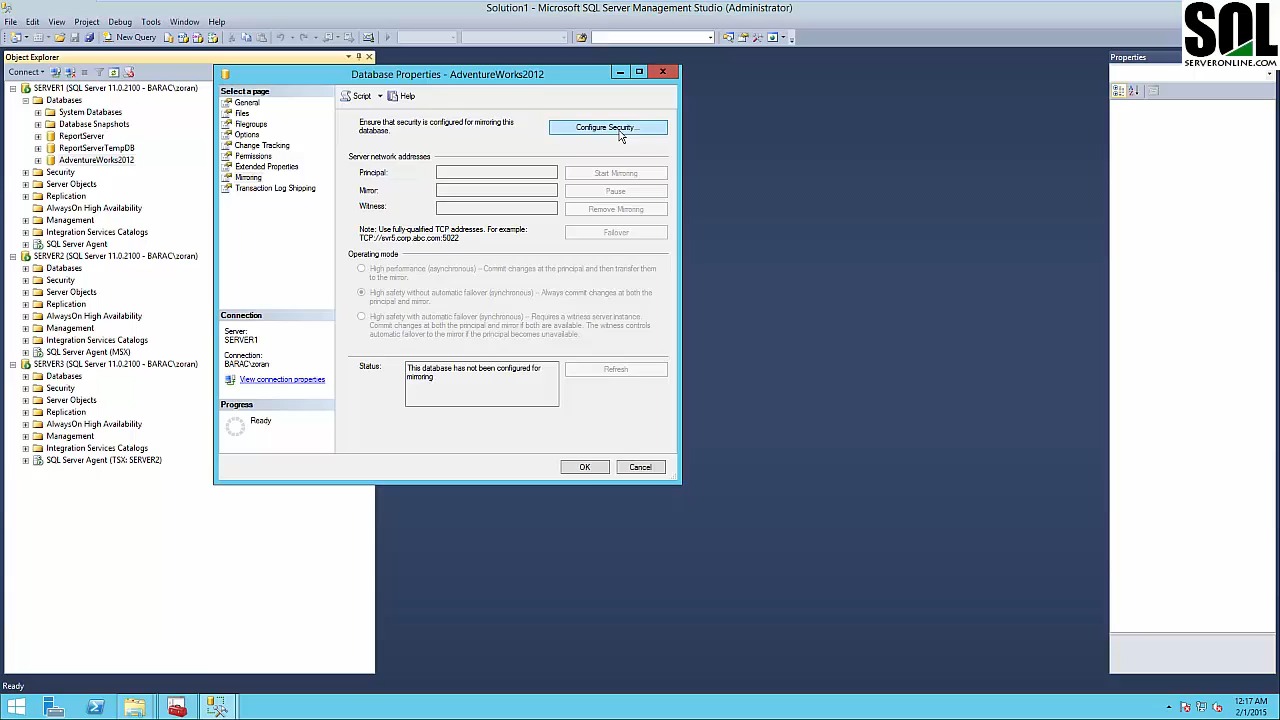 Solution1 - Microsoft SQL Server Management Studio (Administrator)
File Edit View Project Debug Tools Window Help
New Query
SQL
SERVERONLINE.COM
Object Explorer
Connect
SERVER1 (SQL Server 11.0.2100 - BARAC\zoran)
Databases
System Databases
Database Snapshots
ReportServer
ReportServerTempDB
AdventureWorks2012
Security
Server Objects
Replication
AlwaysOn High Availability
Management
Integration Services Catalogs
SQL Server Agent
SERVER2 (SQL Server 11.0.2100 - BARAC\zoran)
Databases
Security
Server Objects
Replication
AlwaysOn High Availability
Management
Integration Services Catalogs
SQL Server Agent (MSX)
SERVER3 (SQL Server 11.0.2100 - BARAC\zoran)
Databases
Security
Server Objects
Replication
AlwaysOn High Availability
Management
Integration Services Catalogs
SQL Server Agent (TSX: SERVER2)
Database Properties - AdventureWorks2012
Select a page
General
Files
Filegroups
Options
Change Tracking
Permissions
Extended Properties
Mirroring
Transaction Log Shipping
Connection
Server:
SERVER1
Connection:
BARAC\zoran
View connection properties
Progress
Ready
Script Help
Ensure that security is configured for mirroring this
database.
Configure Security...
Server network addresses
Principal:
Start Mirroring
Mirror:
Pause
Witness:
Remove Mirroring
Note: Use fully-qualified TCP addresses. For example:
TCP://svr5.corp.abc.com:5022
Failover
Operating mode
High performance (asynchronous) – Commit changes at the principal and then transfer them
to the mirror.
High safety without automatic failover (synchronous) – Always commit changes at both the
principal and mirror.
High safety with automatic failover (synchronous) – Requires a witness server instance.
Commit changes at both the principal and mirror if both are available. The witness controls
automatic failover to the mirror if the principal becomes unavailable.
Status:
This database has not been configured for
mirroring
Refresh
OK
Cancel
Properties
Ready
12:17 AM
2/1/2015